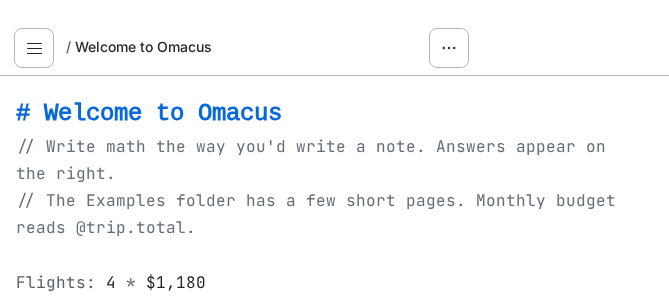 / Welcome to Omacus
# Welcome to Omacus
// Write math the way you'd write a note. Answers appear on
the right.
// The Examples folder has a few short pages. Monthly budget
reads @trip.total.
Flights: 4 * $1,180